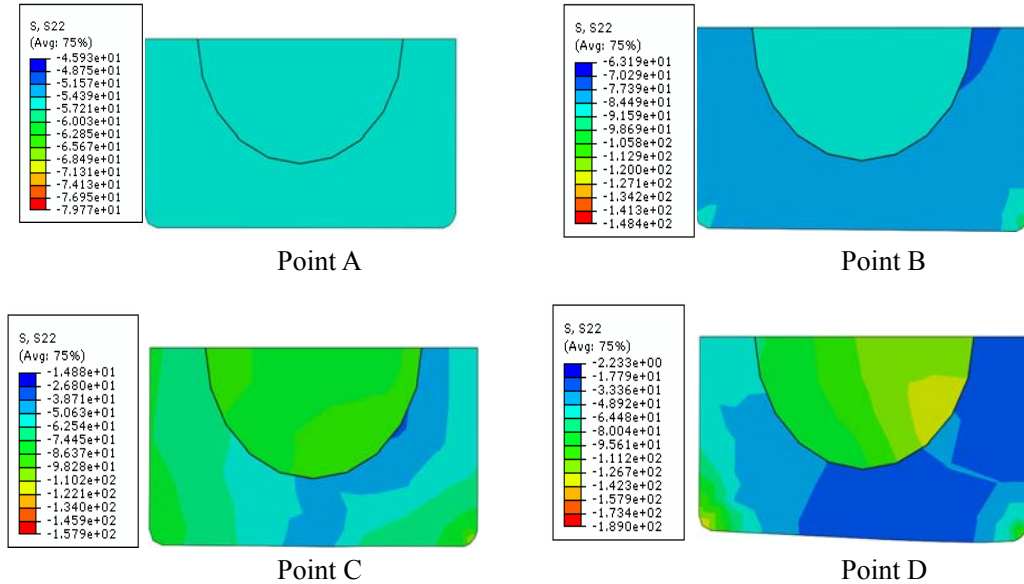 S, S22
(Avg: 75%)
-4.593e+01
-4.875e+01
-5.157e+01
-5.439e+01
-5.721e+01
-6.003e+01
-6.285e+01
-6.567e+01
-6.849e+01
-7.131e+01
-7.413e+01
-7.695e+01
-7.977e+01
Point A
S, S22
(Avg: 75%)
-6.319e+01
-7.029e+01
-7.739e+01
-8.449e+01
-9.159e+01
-9.869e+01
-1.058e+02
-1.129e+02
-1.200e+02
-1.271e+02
-1.342e+02
-1.413e+02
-1.484e+02
Point B
S, S22
(Avg: 75%)
-1.488e+01
-2.680e+01
-3.871e+01
-5.063e+01
-6.254e+01
-7.445e+01
-8.637e+01
-9.828e+01
-1.102e+02
-1.221e+02
-1.340e+02
-1.459e+02
-1.579e+02
Point C
S, S22
(Avg: 75%)
-2.233e+00
-1.779e+01
-3.336e+01
-4.892e+01
-6.448e+01
-8.004e+01
-9.561e+01
-1.112e+02
-1.267e+02
-1.423e+02
-1.579e+02
-1.734e+02
-1.890e+02
Point D